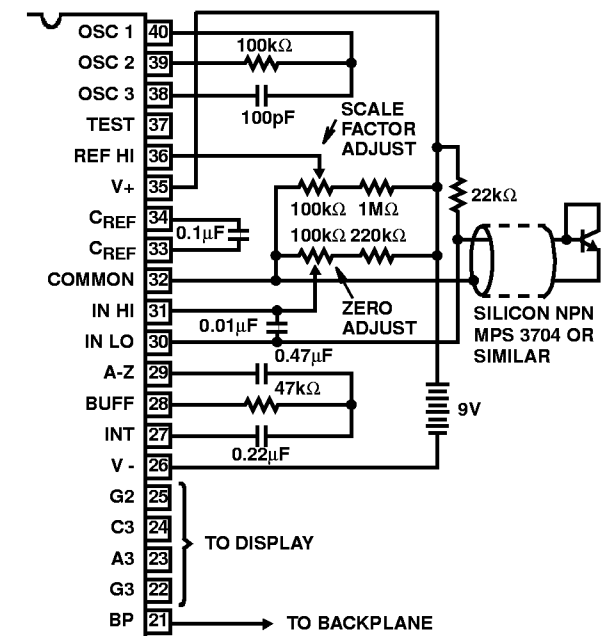 OSC 1 40
OSC 2 39
100kΩ
OSC 3 38
100pF
TEST 37
SCALE
FACTOR
ADJUST
REF HI 36
V+ 35
100kΩ 1MΩ
22kΩ
CREF 34
0.1μF
CREF 33
100kΩ 220kΩ
COMMON 32
IN HI 31
0.01μF
ZERO
ADJUST
SILICON NPN
MPS 3704 OR
SIMILAR
IN LO 30
0.47μF
A-Z 29
47kΩ
BUFF 28
9V
INT 27
0.22μF
V - 26
G2 25
C3 24
TO DISPLAY
A3 23
G3 22
BP 21
TO BACKPLANE